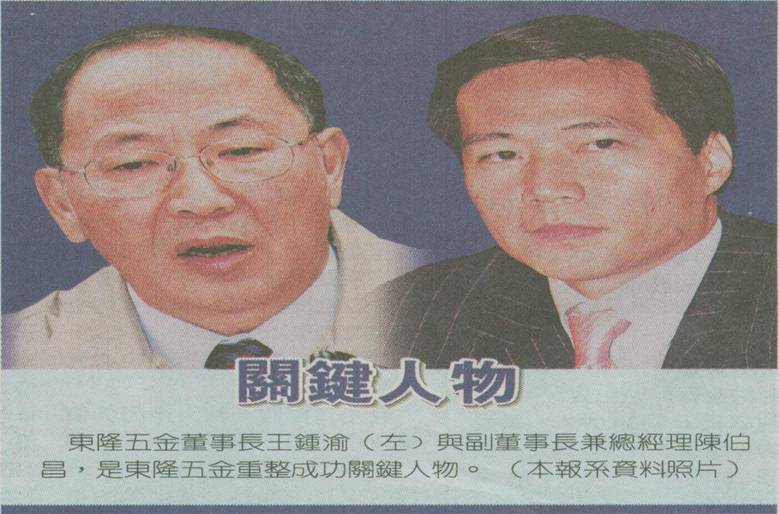 關鍵人物
東隆五金董事長王鍾渝（左）與副董事長兼總經理陳伯
昌，是東隆五金重整成功關鍵人物。（本報系資料照片）